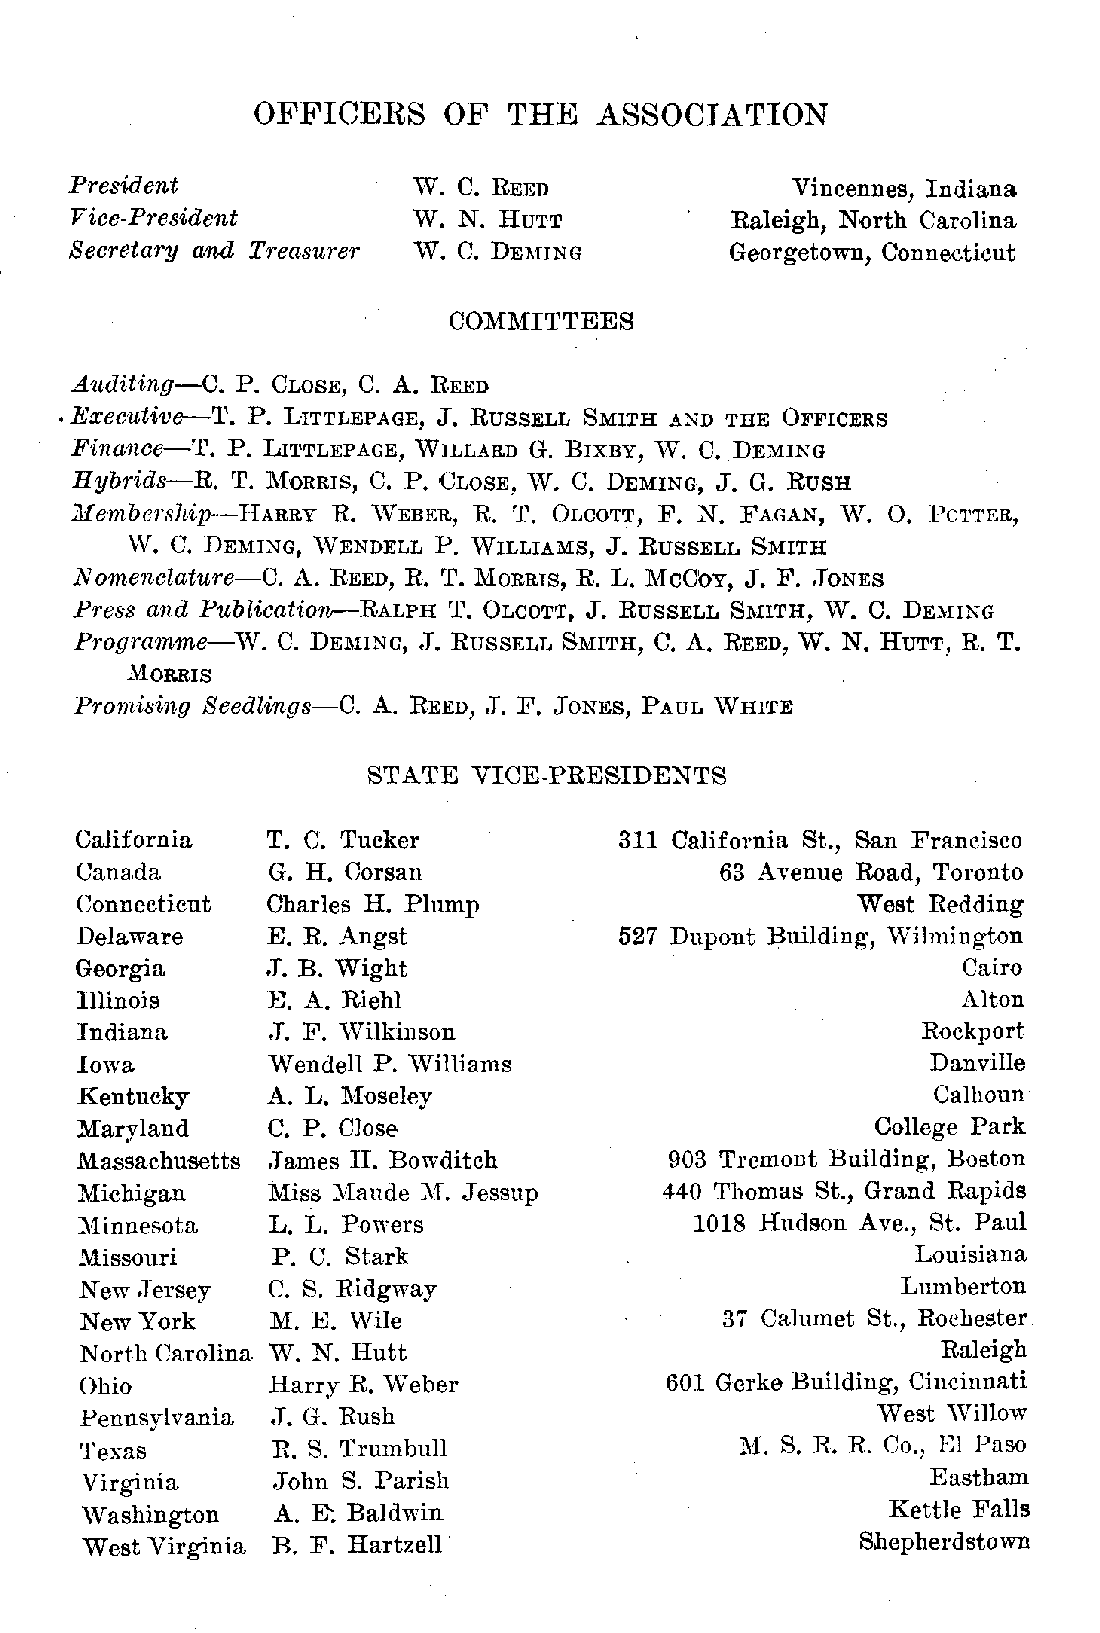 OFFICERS OF THE ASSOCIATION
President W. C. REED Vincennes, Indiana
Vice-President W. N. HUTT Raleigh, North Carolina
Secretary and Treasurer W. C. DEMING Georgetown, Connecticut
COMMITTEES
Auditing—C. P. CLOSE, C. A. REED
Executive—T. P. LITTLEPAGE, J. RUSSELL SMITH AND THE OFFICERS
Finance—T. P. LITTLEPAGE, WILLARD G. BIXBY, W. C. DEMING
Hybrids—R. T. MORRIS, C. P. CLOSE, W. C. DEMING, J. G. RUSH
Membership—HARRY R. WEBER, R. T. OLCOTT, F. N. FAGAN, W. O. POTTER,
W. C. DEMING, WENDELL P. WILLIAMS, J. RUSSELL SMITH
Nomenclature—C. A. REED, R. T. MORRIS, R. L. MCCOY, J. F. JONES
Press and Publication—RALPH T. OLCOTT, J. RUSSELL SMITH, W. C. DEMING
Programme—W. C. DEMING, J. RUSSELL SMITH, C. A. REED, W. N. HUTT, R. T.
MORRIS
Promising Seedlings—C. A. REED, J. F. JONES, PAUL WHITE
STATE VICE-PRESIDENTS
California T. C. Tucker 311 California St., San Francisco
Canada G. H. Corsan 63 Avenue Road, Toronto
Connecticut Charles H. Plump West Redding
Delaware E. R. Angst 527 Dupont Building, Wilmington
Georgia J. B. Wight Cairo
Illinois E. A. Riehl Alton
Indiana J. F. Wilkinson Rockport
Iowa Wendell P. Williams Danville
Kentucky A. L. Moseley Calhoun
Maryland C. P. Close College Park
Massachusetts James H. Bowditch 903 Tremont Building, Boston
Michigan Miss Maude M. Jessup 440 Thomas St., Grand Rapids
Minnesota L. L. Powers 1018 Hudson Ave., St. Paul
Missouri P. C. Stark Louisiana
New Jersey C. S. Ridgway Lumberton
New York M. E. Wile 37 Calumet St., Rochester
North Carolina W. N. Hutt Raleigh
Ohio Harry R. Weber 601 Gerke Building, Cincinnati
Pennsylvania J. G. Rush West Willow
Texas R. S. Trumbull M. S. R. R. Co., El Paso
Virginia John S. Parish Eastham
Washington A. E. Baldwin Kettle Falls
West Virginia B. F. Hartzell Shepherdstown